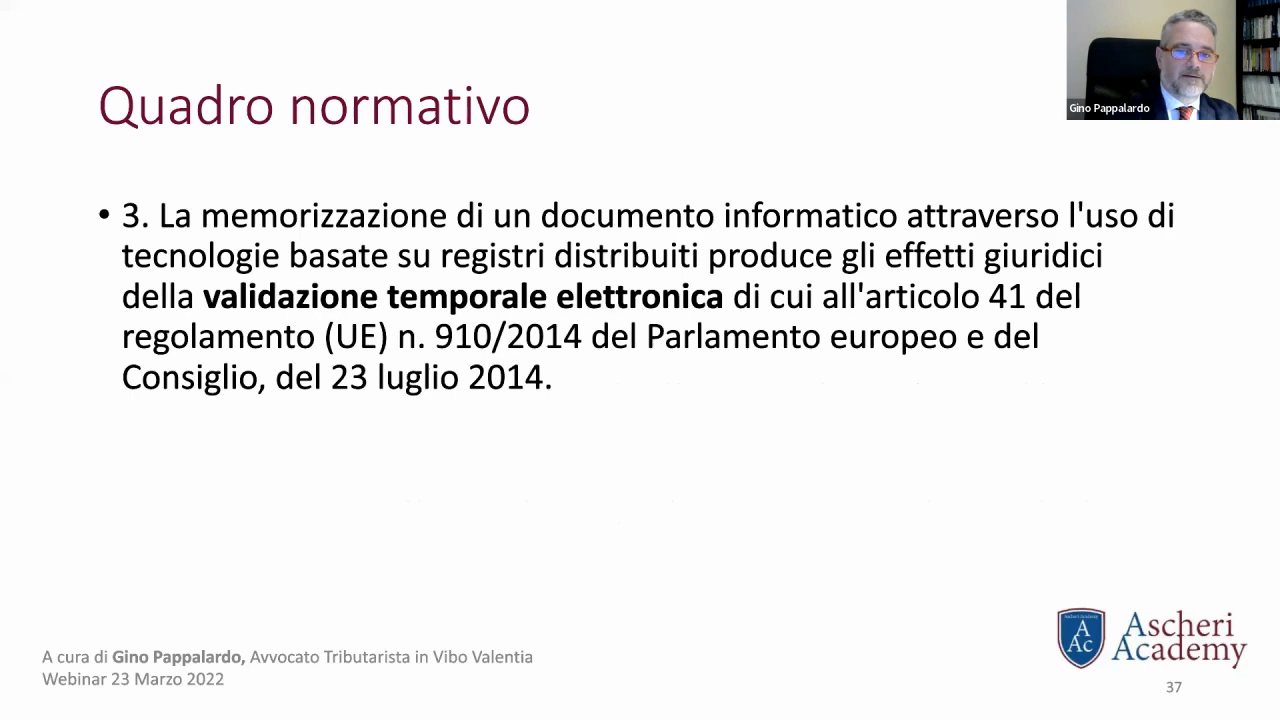 Gino Pappalardo
Quadro normativo
• 3. La memorizzazione di un documento informatico attraverso l'uso di
tecnologie basate su registri distribuiti produce gli effetti giuridici
della validazione temporale elettronica di cui all'articolo 41 del
regolamento (UE) n. 910/2014 del Parlamento europeo e del
Consiglio, del 23 luglio 2014.
A cura di Gino Pappalardo, Avvocato Tributarista in Vibo Valentia
Webinar 23 Marzo 2022
A
Ac
Ascheri
Academy
37